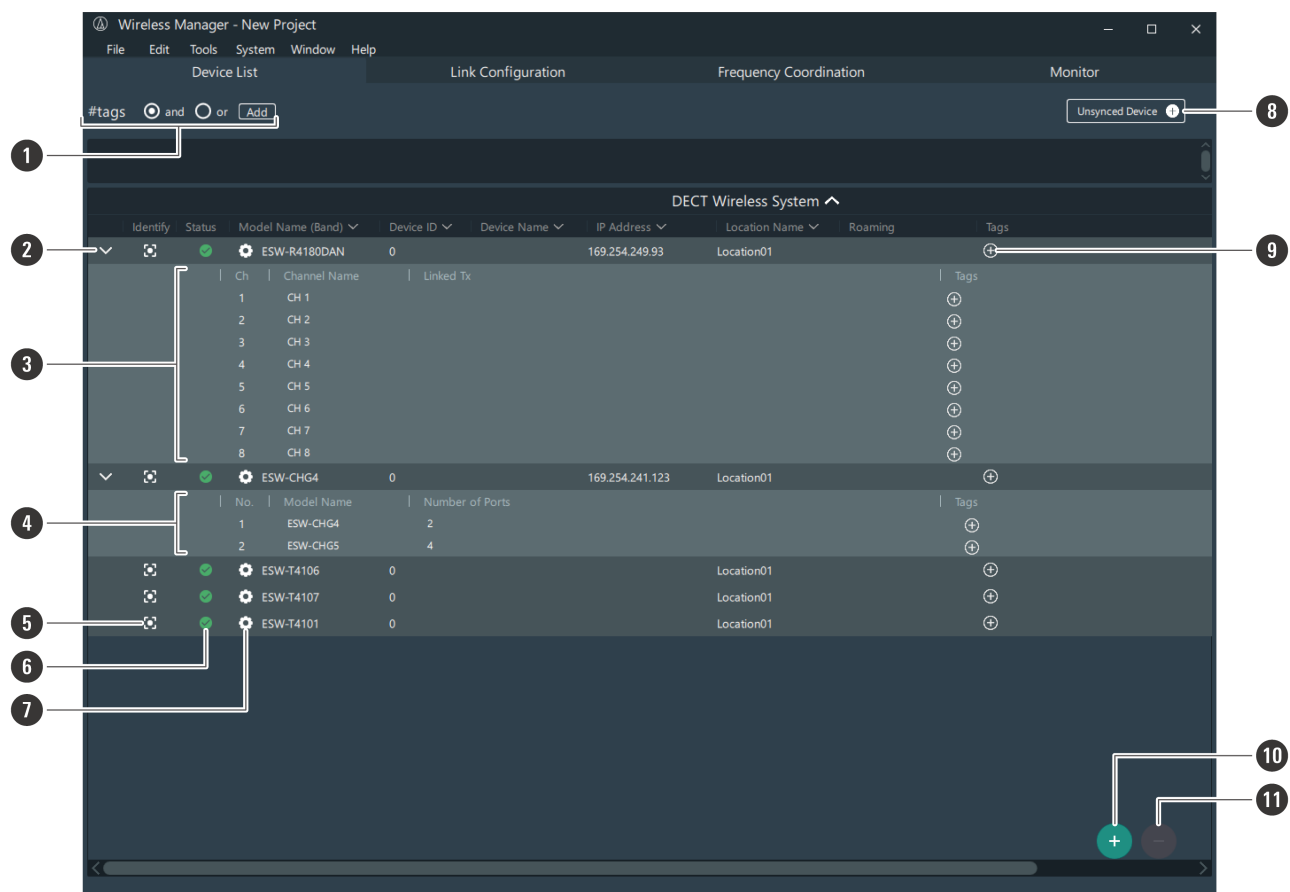 Wireless Manager - New Project
File Edit Tools System Window Help
Device List Link Configuration Frequency Coordination Monitor
#tags and or Add Unsynced Device 8
1
DECT Wireless System
Identify Status Model Name (Band) Device ID Device Name IP Address Location Name Roaming Tags
2 ESW-R4180DAN 0 169.254.249.93 Location01 9
Ch Channel Name Linked Tx Tags
1 CH 1
2 CH 2
3 CH 3
3 4 CH 4
5 CH 5
6 CH 6
7 CH 7
8 CH 8
ESW-CHG4 0 169.254.241.123 Location01
No. Model Name Number of Ports Tags
4 1 ESW-CHG4 2
2 ESW-CHG5 4
ESW-T4106 0 Location01
ESW-T4107 0 Location01
5 ESW-T4101 0 Location01
6
7
10
11